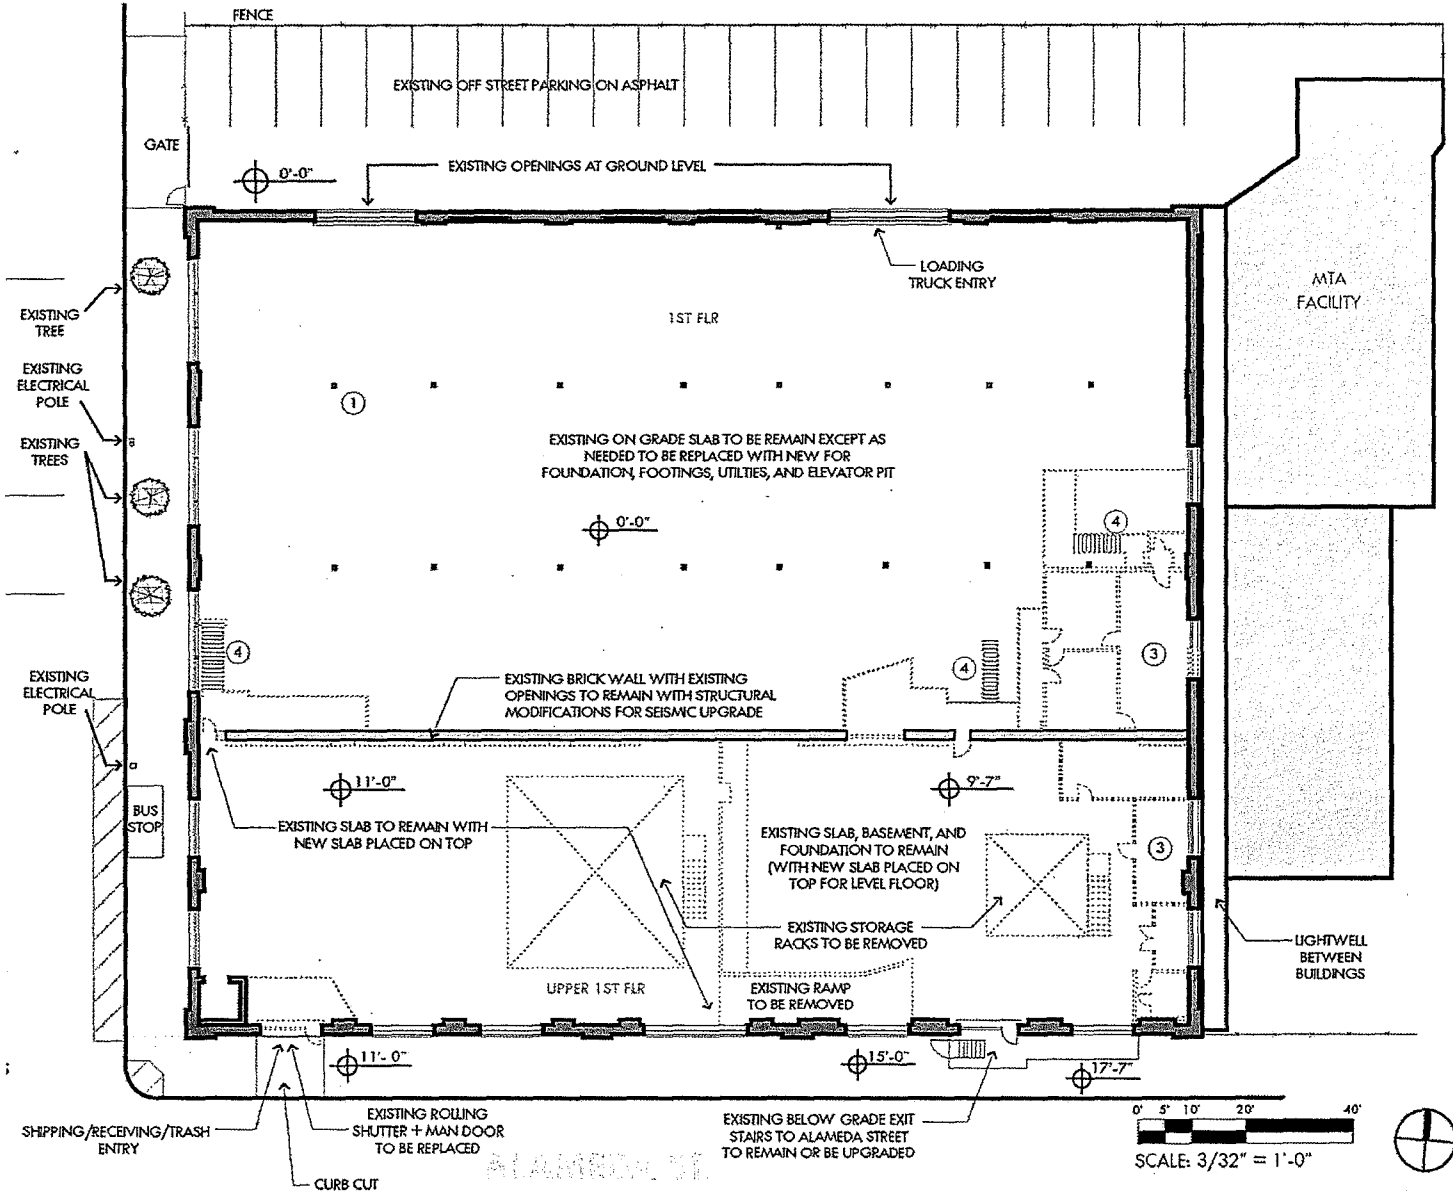 FENCE
EXISTING OFF STREET PARKING ON ASPHALT
GATE
0'-0"
EXISTING OPENINGS AT GROUND LEVEL
LOADING
TRUCK ENTRY
MTA
FACILITY
1ST FLR
EXISTING
TREE
EXISTING
ELECTRICAL
POLE
1
EXISTING
TREES
EXISTING ON GRADE SLAB TO BE REMAIN EXCEPT AS
NEEDED TO BE REPLACED WITH NEW FOR
FOUNDATION, FOOTINGS, UTILTIES, AND ELEVATOR PIT
0'-0"
4
4
4
3
EXISTING
ELECTRICAL
POLE
EXISTING BRICK WALL WITH EXISTING
OPENINGS TO REMAIN WITH STRUCTURAL
MODIFICATIONS FOR SEISMIC UPGRADE
11'-0"
9'-7"
BUS
STOP
EXISTING SLAB TO REMAIN WITH
NEW SLAB PLACED ON TOP
EXISTING SLAB, BASEMENT, AND
FOUNDATION TO REMAIN
(WITH NEW SLAB PLACED ON
TOP FOR LEVEL FLOOR)
3
EXISTING STORAGE
RACKS TO BE REMOVED
LIGHTWELL
BETWEEN
BUILDINGS
UPPER 1ST FLR
EXISTING RAMP
TO BE REMOVED
11'-0"
15'-0"
17'-7"
SHIPPING/RECEIVING/TRASH
ENTRY
EXISTING ROLLING
SHUTTER + MAN DOOR
TO BE REPLACED
CURB CUT
EXISTING BELOW GRADE EXIT
STAIRS TO ALAMEDA STREET
TO REMAIN OR BE UPGRADED
0' 5' 10' 20' 40'
SCALE: 3/32" = 1'-0"